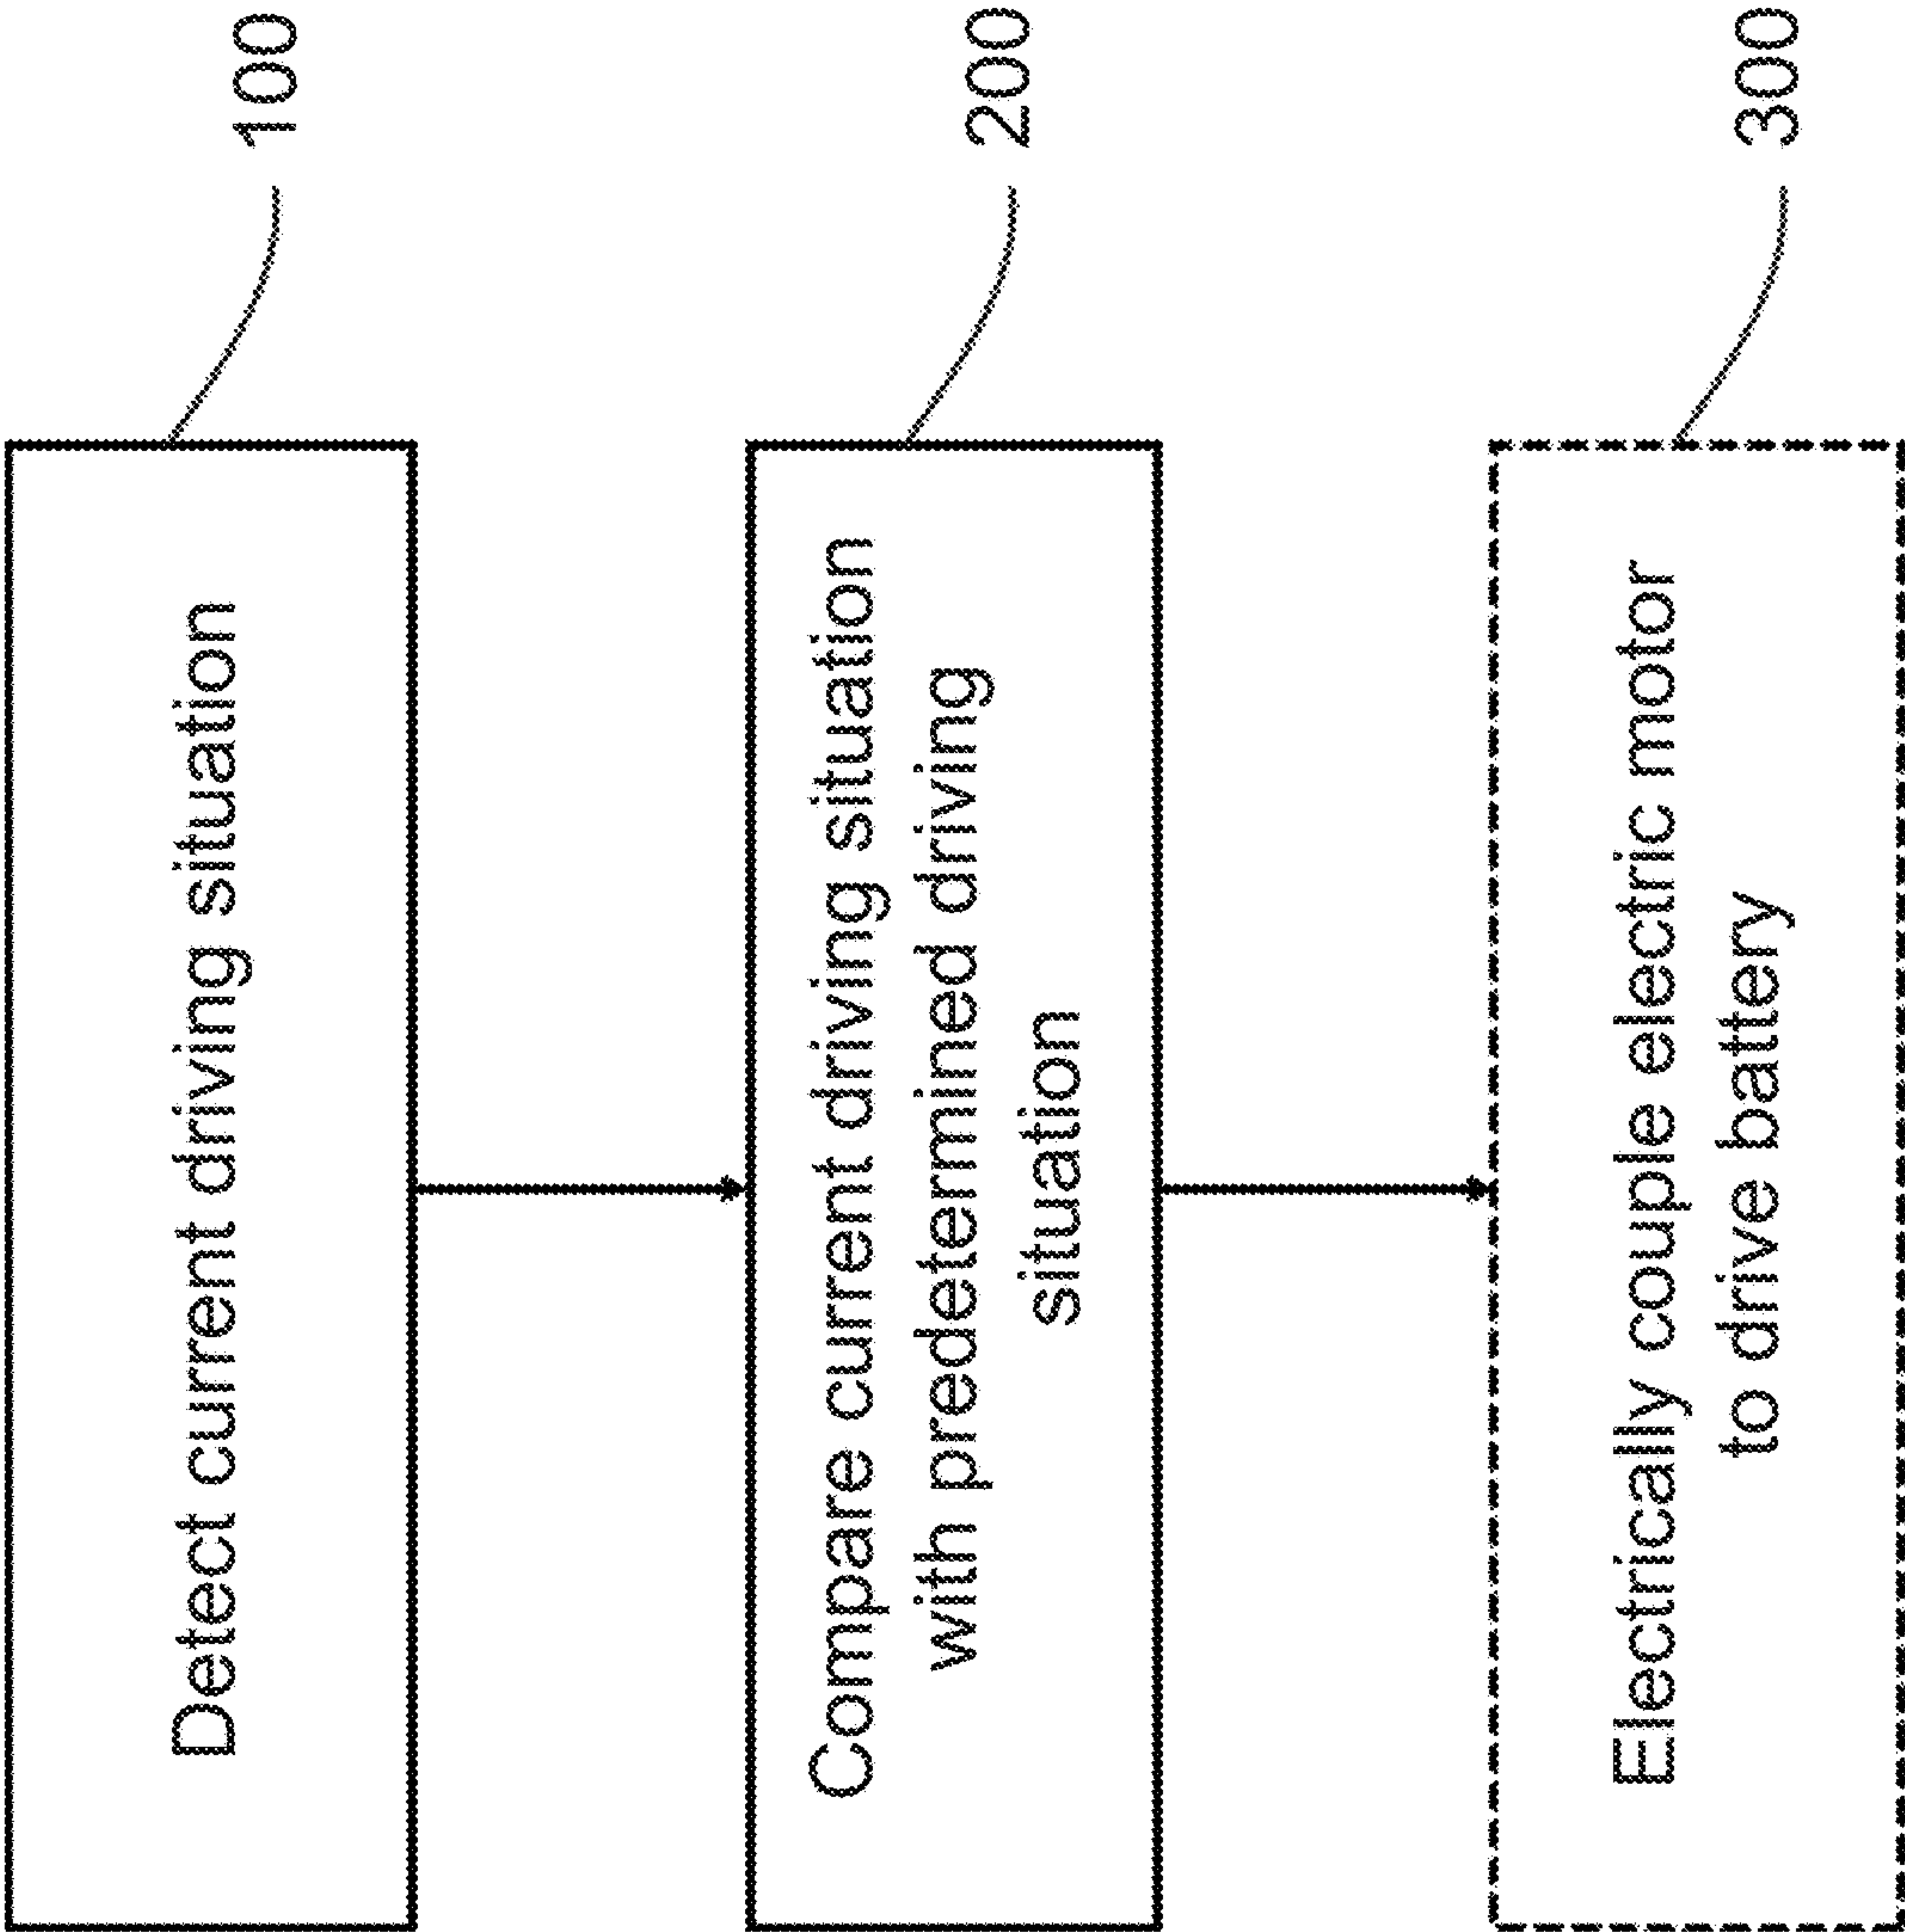 Detect current driving situation
100
Compare current driving situation
with predetermined driving
situation
200
Electrically couple electric motor
to drive battery
300